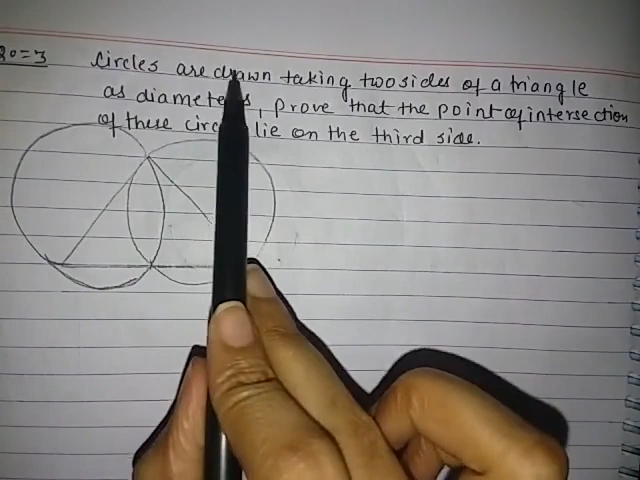 Q0=3 Circles are drawn taking two sides of a triangle
as diameters, prove that the point of intersection
of these circ lie on the third side.